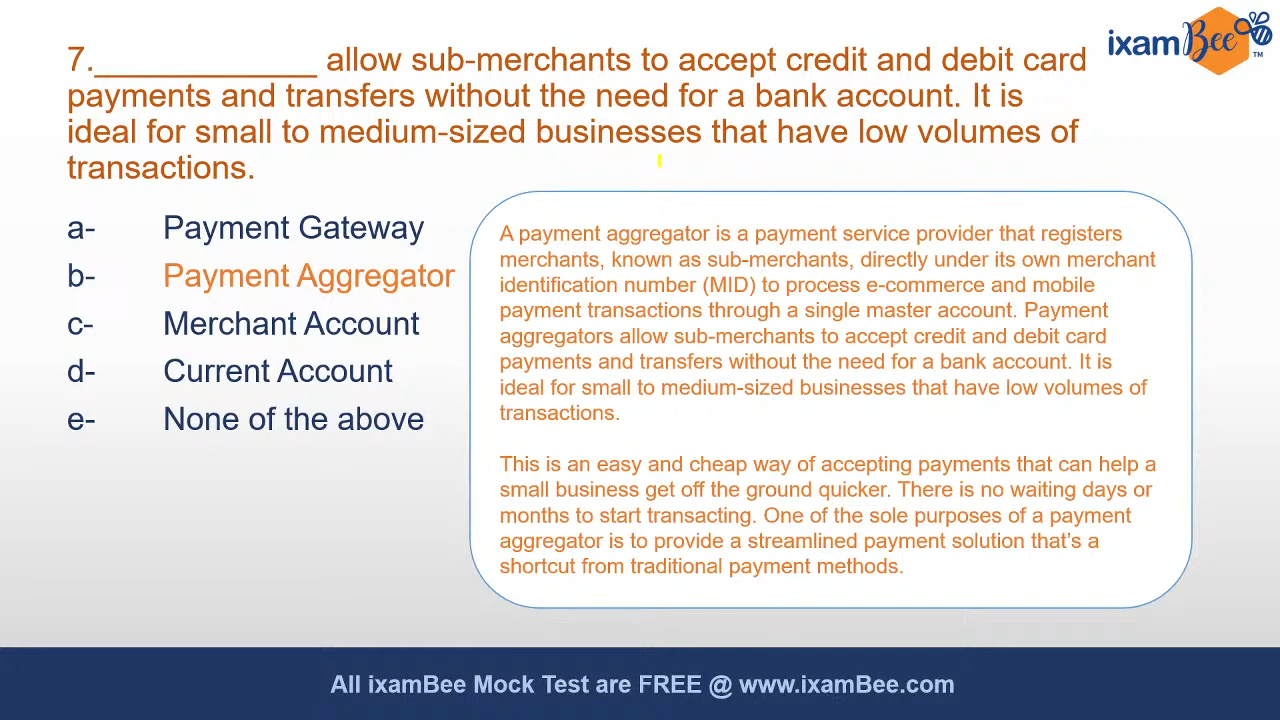 ixamBee™
7.____________ allow sub-merchants to accept credit and debit card
payments and transfers without the need for a bank account. It is
ideal for small to medium-sized businesses that have low volumes of
transactions.
a- Payment Gateway
b- Payment Aggregator
c- Merchant Account
d- Current Account
e- None of the above
A payment aggregator is a payment service provider that registers
merchants, known as sub-merchants, directly under its own merchant
identification number (MID) to process e-commerce and mobile
payment transactions through a single master account. Payment
aggregators allow sub-merchants to accept credit and debit card
payments and transfers without the need for a bank account. It is
ideal for small to medium-sized businesses that have low volumes of
transactions.
This is an easy and cheap way of accepting payments that can help a
small business get off the ground quicker. There is no waiting days or
months to start transacting. One of the sole purposes of a payment
aggregator is to provide a streamlined payment solution that’s a
shortcut from traditional payment methods.
All ixamBee Mock Test are FREE @ www.ixamBee.com